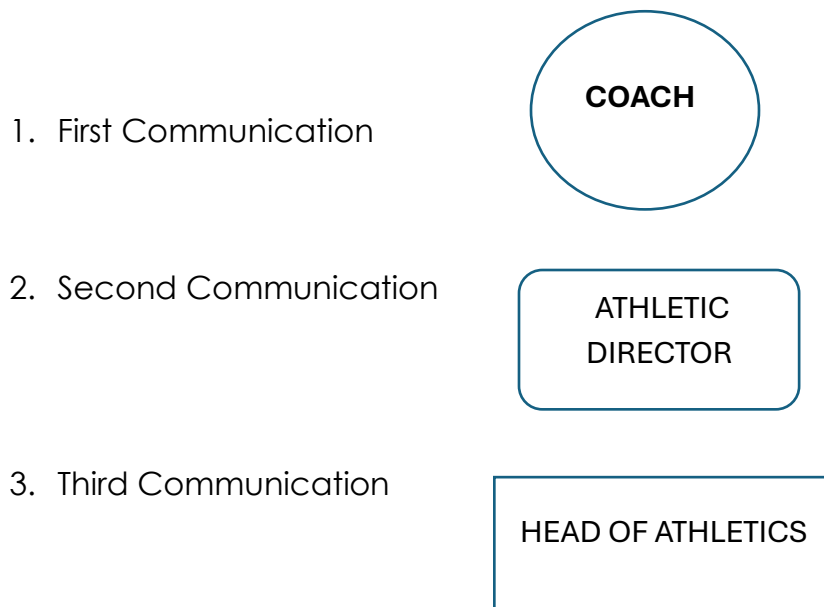 COACH
1. First Communication
2. Second Communication
ATHLETIC
DIRECTOR
3. Third Communication
HEAD OF ATHLETICS